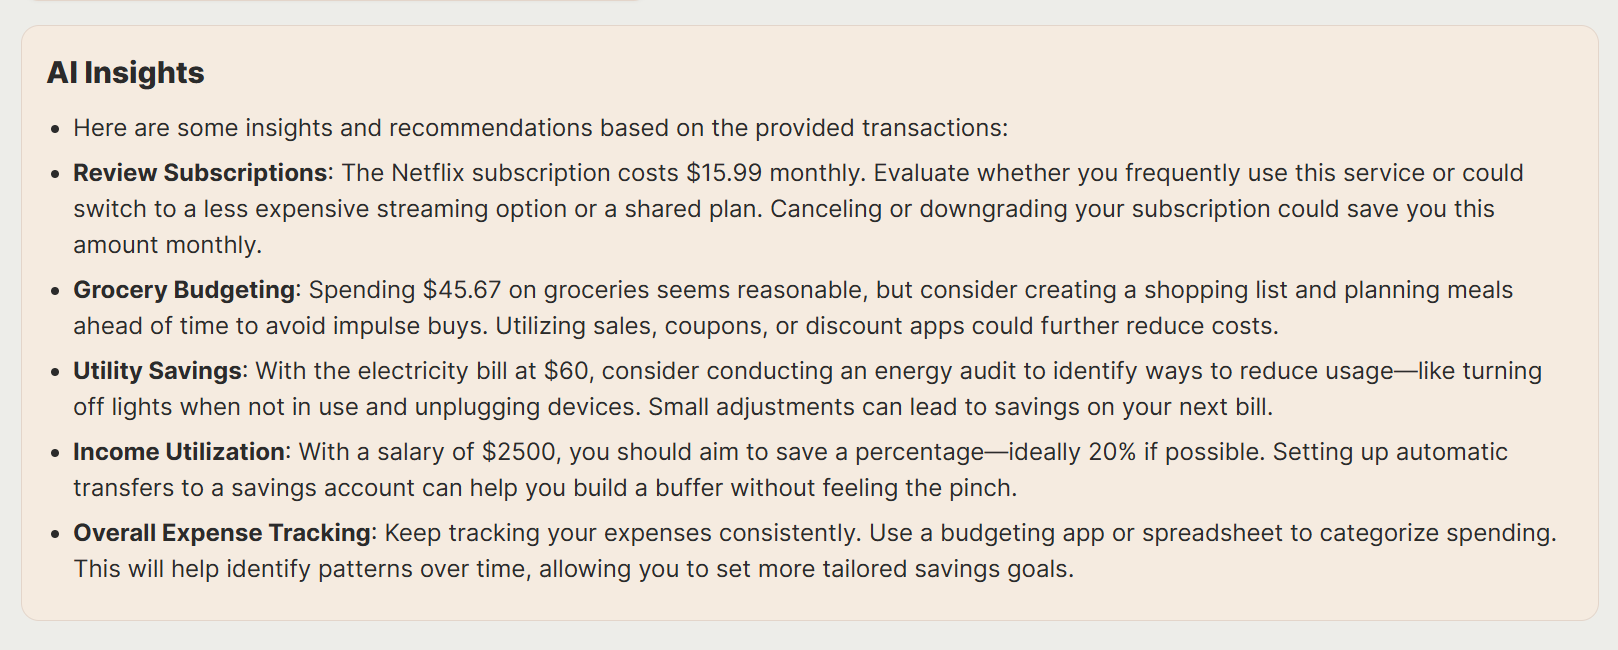 AI Insights
Here are some insights and recommendations based on the provided transactions:
Review Subscriptions: The Netflix subscription costs $15.99 monthly. Evaluate whether you frequently use this service or could
switch to a less expensive streaming option or a shared plan. Canceling or downgrading your subscription could save you this
amount monthly.
Grocery Budgeting: Spending $45.67 on groceries seems reasonable, but consider creating a shopping list and planning meals
ahead of time to avoid impulse buys. Utilizing sales, coupons, or discount apps could further reduce costs.
Utility Savings: With the electricity bill at $60, consider conducting an energy audit to identify ways to reduce usage—like turning
off lights when not in use and unplugging devices. Small adjustments can lead to savings on your next bill.
Income Utilization: With a salary of $2500, you should aim to save a percentage—ideally 20% if possible. Setting up automatic
transfers to a savings account can help you build a buffer without feeling the pinch.
Overall Expense Tracking: Keep tracking your expenses consistently. Use a budgeting app or spreadsheet to categorize spending.
This will help identify patterns over time, allowing you to set more tailored savings goals.